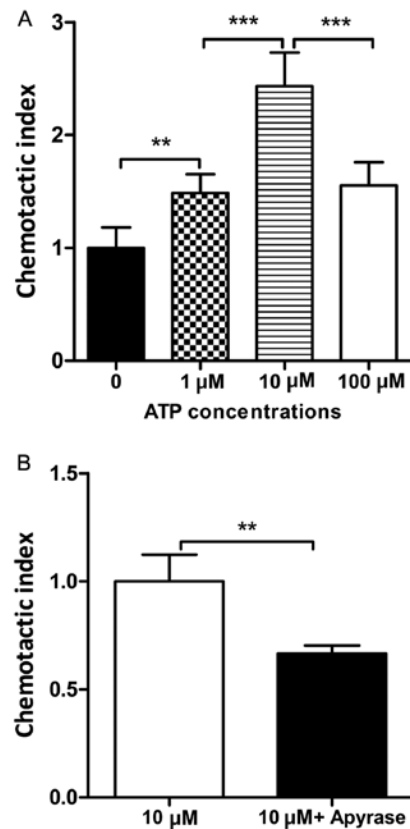 A
Chemotactic index
3
2
1
0
**
***
***
0 1 μM 10 μM 100 μM
ATP concentrations
B
Chemotactic index
1.5
1.0
0.5
0.0
**
10 μM 10 μM+ Apyrase